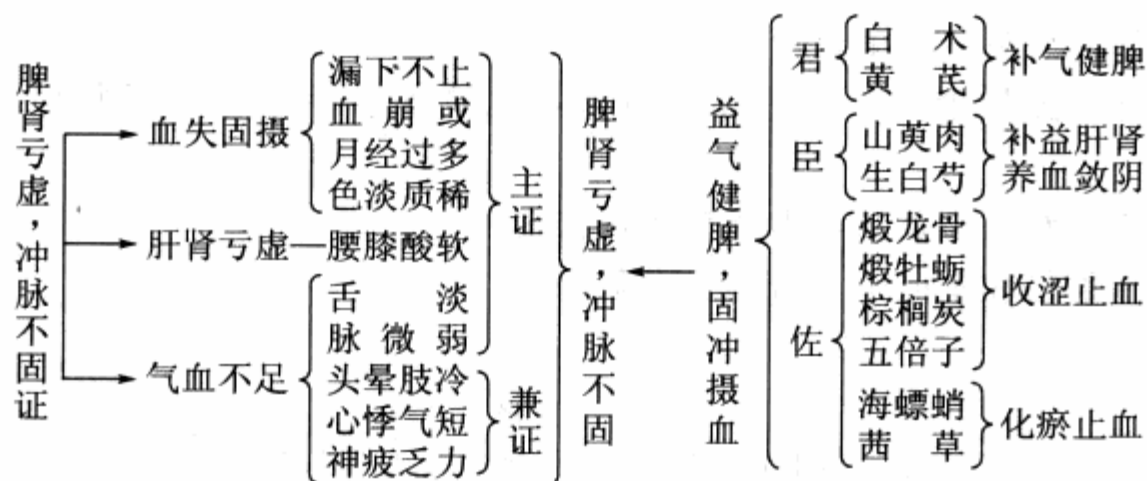 脾肾亏虚,冲脉不固证
血失固摄
漏下不止
血崩或
月经过多
色淡质稀
肝肾亏虚
腰膝酸软
气血不足
舌淡
脉微弱
头晕肢冷
心悸气短
神疲乏力
主证
兼证
脾肾亏虚,冲脉不固
益气健脾,固冲摄血
君
白术
黄芪
补气健脾
臣
山萸肉
生白芍
补益肝肾
养血敛阴
佐
煅龙骨
煅牡蛎
棕榈炭
五倍子
收涩止血
海螵蛸
茜草
化瘀止血